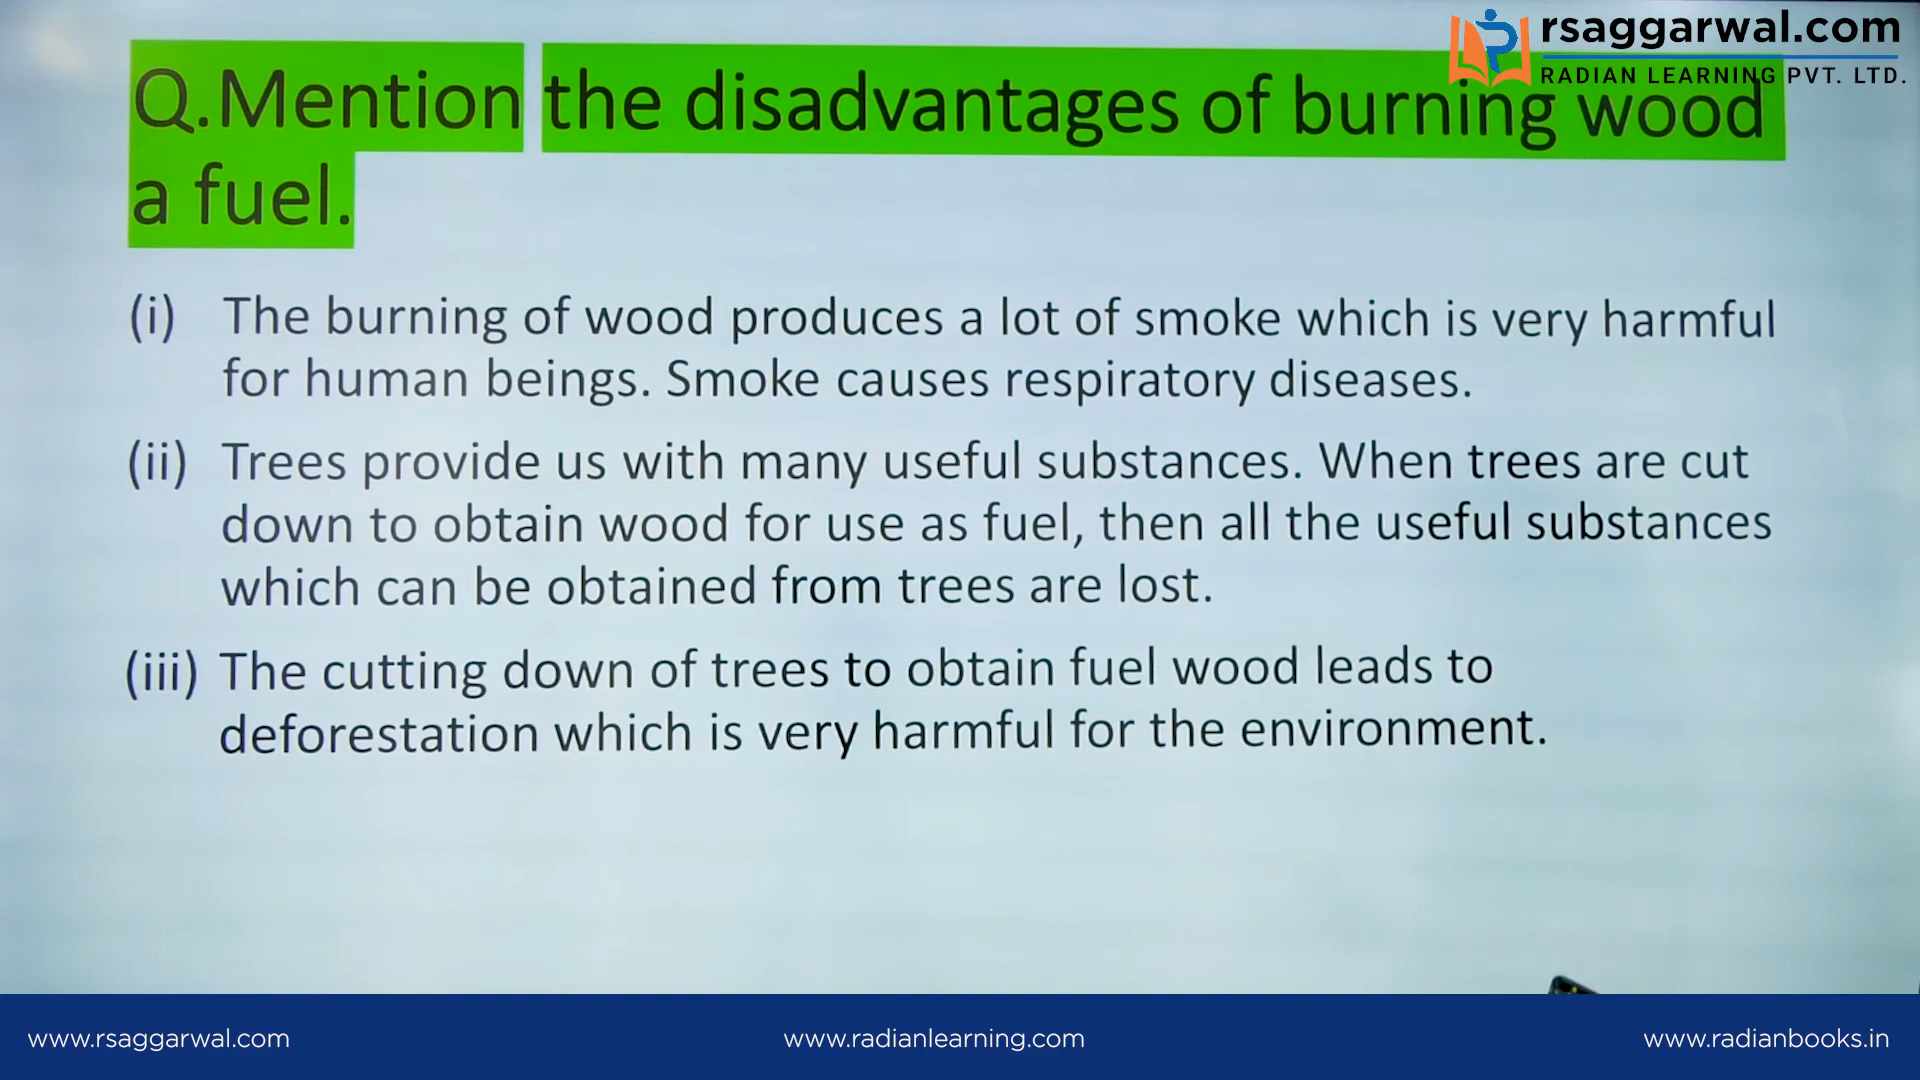 rsaggarwal.com
RADIAN LEARNING PVT. LTD.
Q.Mention the disadvantages of burning wood
a fuel.
(i) The burning of wood produces a lot of smoke which is very harmful
for human beings. Smoke causes respiratory diseases.
(ii) Trees provide us with many useful substances. When trees are cut
down to obtain wood for use as fuel, then all the useful substances
which can be obtained from trees are lost.
(iii) The cutting down of trees to obtain fuel wood leads to
deforestation which is very harmful for the environment.
www.rsaggarwal.com www.radianlearning.com www.radianbooks.in